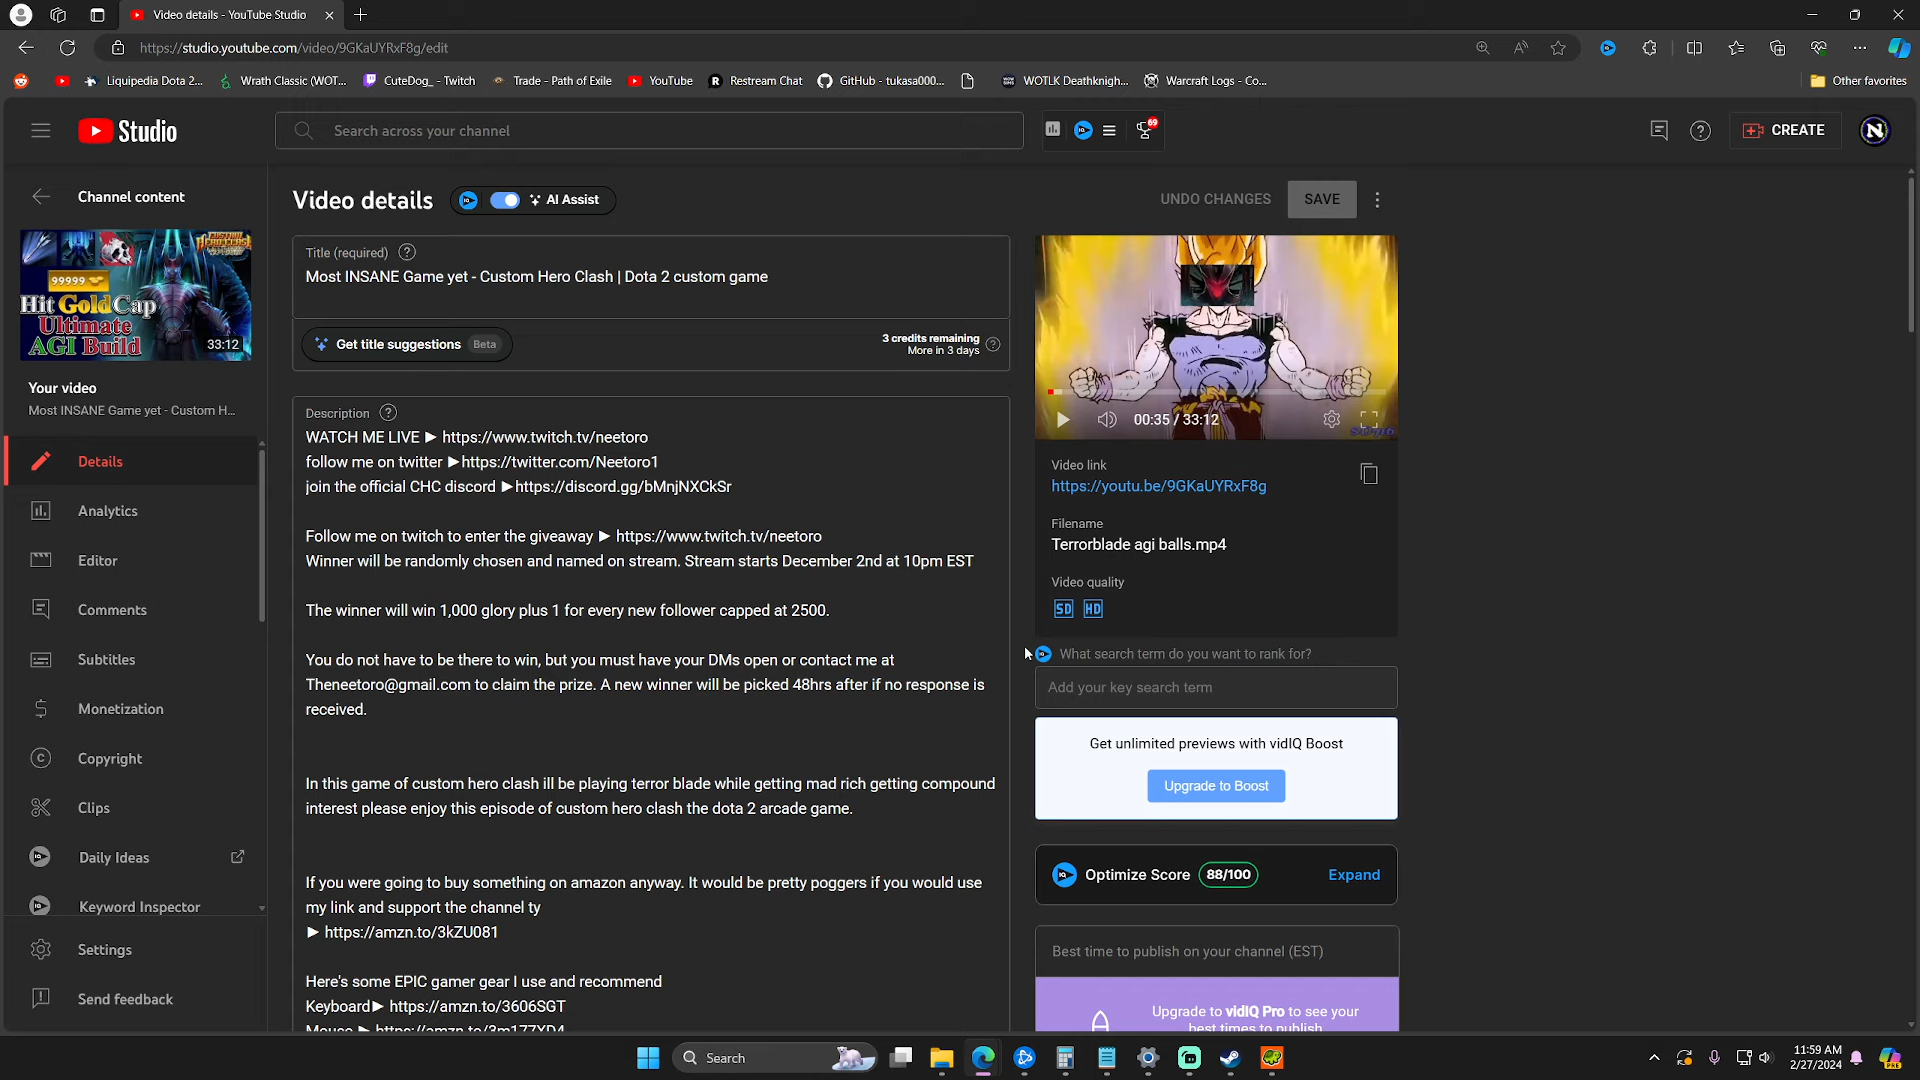 Video details - YouTube Studio
https://studio.youtube.com/video/9GKaUYRxF8g/edit
Liquipedia Dota 2...
Wrath Classic (WOT...
CuteDog_ - Twitch
Trade - Path of Exile
YouTube
Restream Chat
GitHub - tukasa000...
WOTLK Deathknigh...
Warcraft Logs - Co...
Other favorites
Studio
Search across your channel
69
CREATE
N
Channel content
Video details
AI Assist
UNDO CHANGES
SAVE
99999
Hit GoldCap
Ultimate
AGI Build
33:12
Your video
Most INSANE Game yet - Custom H...
Details
Analytics
Editor
Comments
Subtitles
Monetization
Copyright
Clips
Daily Ideas
Keyword Inspector
Settings
Send feedback
Title (required)
Most INSANE Game yet - Custom Hero Clash | Dota 2 custom game
Get title suggestions Beta
3 credits remaining
More in 3 days
Description
WATCH ME LIVE ► https://www.twitch.tv/neetoro
follow me on twitter ►https://twitter.com/Neetoro1
join the official CHC discord ►https://discord.gg/bMnjNXCkSr
Follow me on twitch to enter the giveaway ► https://www.twitch.tv/neetoro
Winner will be randomly chosen and named on stream. Stream starts December 2nd at 10pm EST
The winner will win 1,000 glory plus 1 for every new follower capped at 2500.
You do not have to be there to win, but you must have your DMs open or contact me at
Theneetoro@gmail.com to claim the prize. A new winner will be picked 48hrs after if no response is
received.
In this game of custom hero clash ill be playing terror blade while getting mad rich getting compound
interest please enjoy this episode of custom hero clash the dota 2 arcade game.
If you were going to buy something on amazon anyway. It would be pretty poggers if you would use
my link and support the channel ty
► https://amzn.to/3kZU081
Here's some EPIC gamer gear I use and recommend
Keyboard► https://amzn.to/3606SGT
Mouse ► https://amzn.to/3m177XD4
00:35 / 33:12
Video link
https://youtu.be/9GKaUYRxF8g
Filename
Terrorblade agi balls.mp4
Video quality
SD HD
What search term do you want to rank for?
Add your key search term
Get unlimited previews with vidIQ Boost
Upgrade to Boost
Optimize Score 88/100 Expand
Best time to publish on your channel (EST)
Upgrade to vidIQ Pro to see your
best times to publish
Search
11:59 AM
2/27/2024